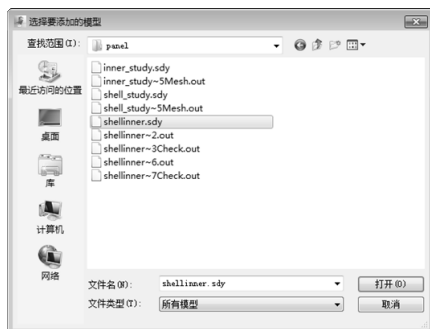 选择要添加的模型
查找范围(I): panel
inner_study.sdy
inner_study~5Mesh.out
shell_study.sdy
shell_study~5Mesh.out
shellinner.sdy
shellinner~2.out
shellinner~3Check.out
shellinner~6.out
shellinner~7Check.out
最近访问的位置
桌面
库
计算机
网络
文件名(N): shellinner.sdy 打开(O)
文件类型(T): 所有模型 取消